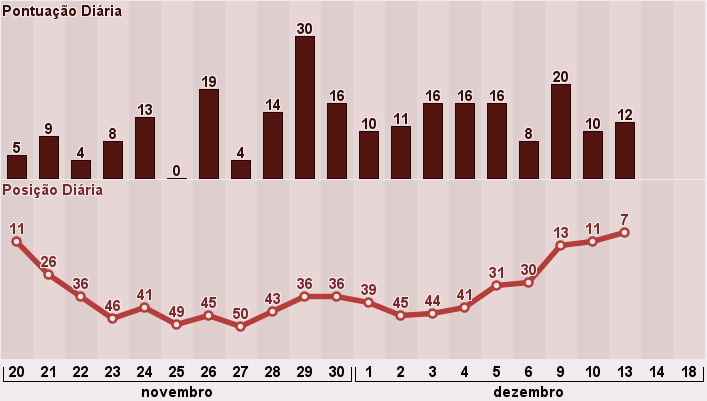 Pontuação Diária
5 9 4 8 13 0 19 4 14 30 16 10 11 16 16 16 8 20 10 12
Posição Diária
11 26 36 46 41 49 45 50 43 36 36 39 45 44 41 31 30 13 11 7
20 21 22 23 24 25 26 27 28 29 30 1 2 3 4 5 6 9 10 13 14 18
novembro dezembro